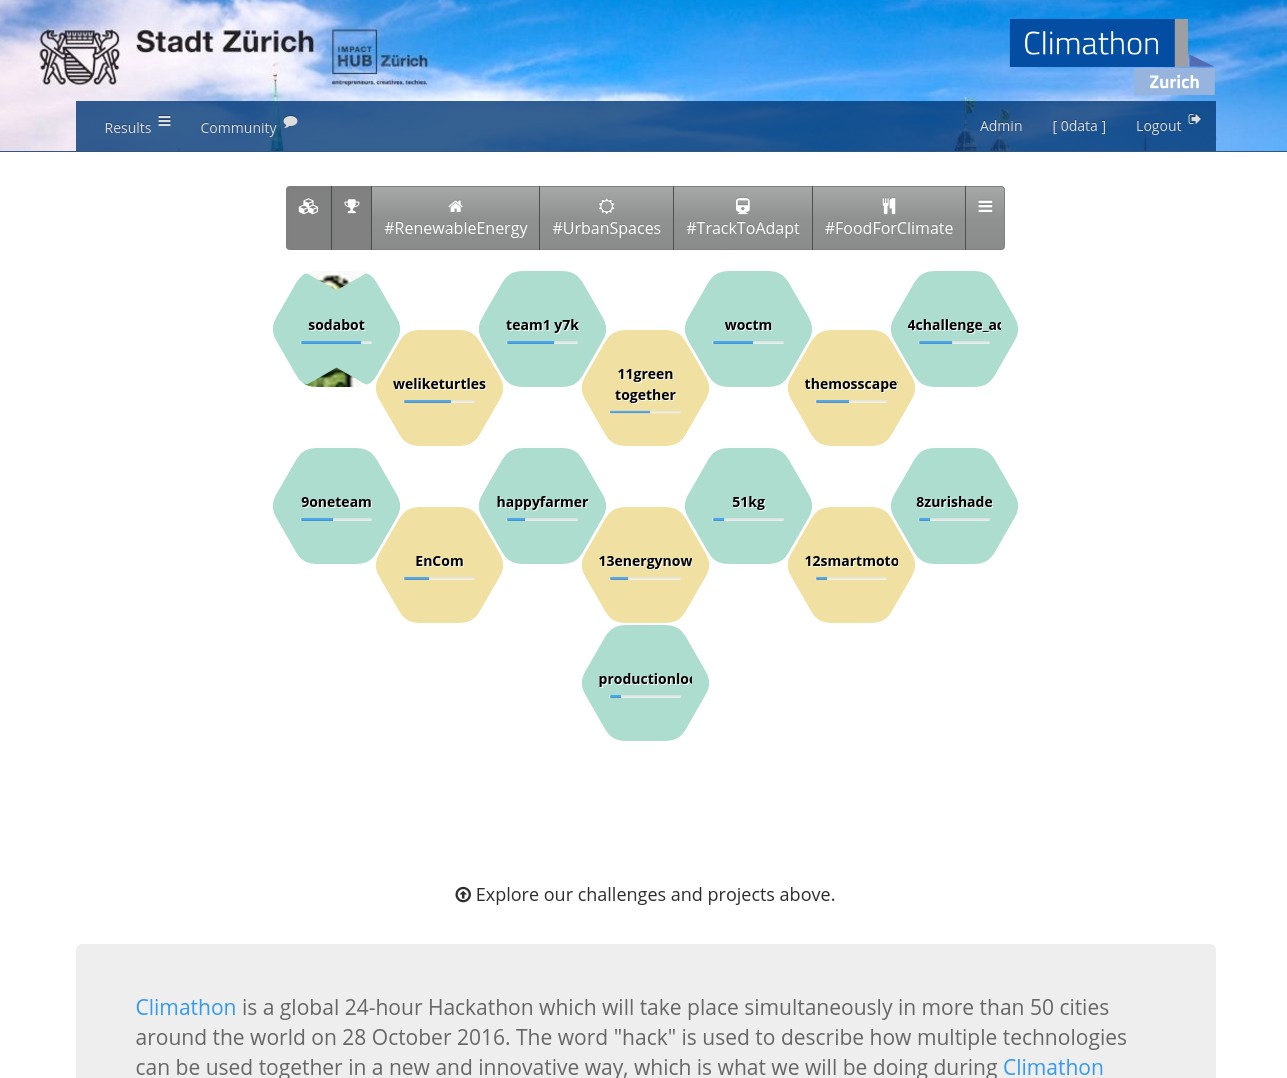 Stadt Zürich
IMPACT
HUB Zürich
entrepreneurs. creatives. techies.
Climathon
Zurich
Results Community Admin [ 0data ] Logout
#RenewableEnergy #UrbanSpaces #TrackToAdapt #FoodForClimate
sodabot team1 y7k woctm 4challenge_ac
weliketurtles 11green together themosscape
9oneteam happyfarmer 51kg 8zurishade
EnCom 13energynow 12smartmoto
productionloc
Explore our challenges and projects above.
Climathon is a global 24-hour Hackathon which will take place simultaneously in more than 50 cities
around the world on 28 October 2016. The word "hack" is used to describe how multiple technologies
can be used together in a new and innovative way, which is what we will be doing during Climathon